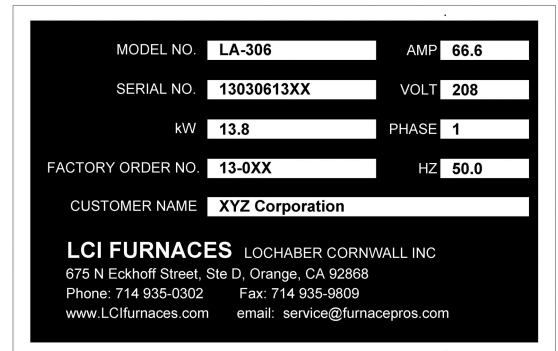 MODEL NO. LA-306 AMP 66.6
SERIAL NO. 13030613XX VOLT 208
kW 13.8 PHASE 1
FACTORY ORDER NO. 13-0XX HZ 50.0
CUSTOMER NAME XYZ Corporation
LCI FURNACES LOCHABER CORNWALL INC
675 N Eckhoff Street, Ste D, Orange, CA 92868
Phone: 714 935-0302 Fax: 714 935-9809
www.LCIfurnaces.com email: service@furnacepros.com